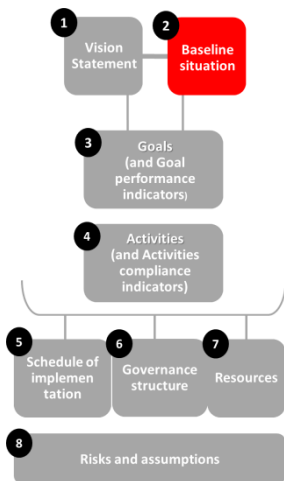 1
Vision
Statement
2
Baseline
situation
3
Goals
(and Goal
performance
indicators)
4
Activities
(and Activities
compliance
indicators)
5
Schedule of
implemen
tation
6
Governance
structure
7
Resources
8
Risks and assumptions